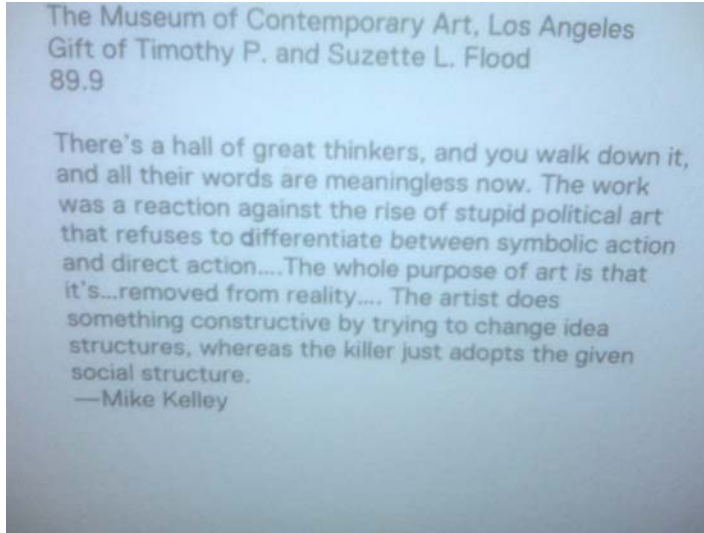 The Museum of Contemporary Art, Los Angeles
Gift of Timothy P. and Suzette L. Flood
89.9
There's a hall of great thinkers, and you walk down it,
and all their words are meaningless now. The work
was a reaction against the rise of stupid political art
that refuses to differentiate between symbolic action
and direct action....The whole purpose of art is that
it's...removed from reality.... The artist does
something constructive by trying to change idea
structures, whereas the killer just adopts the given
social structure.
—Mike Kelley